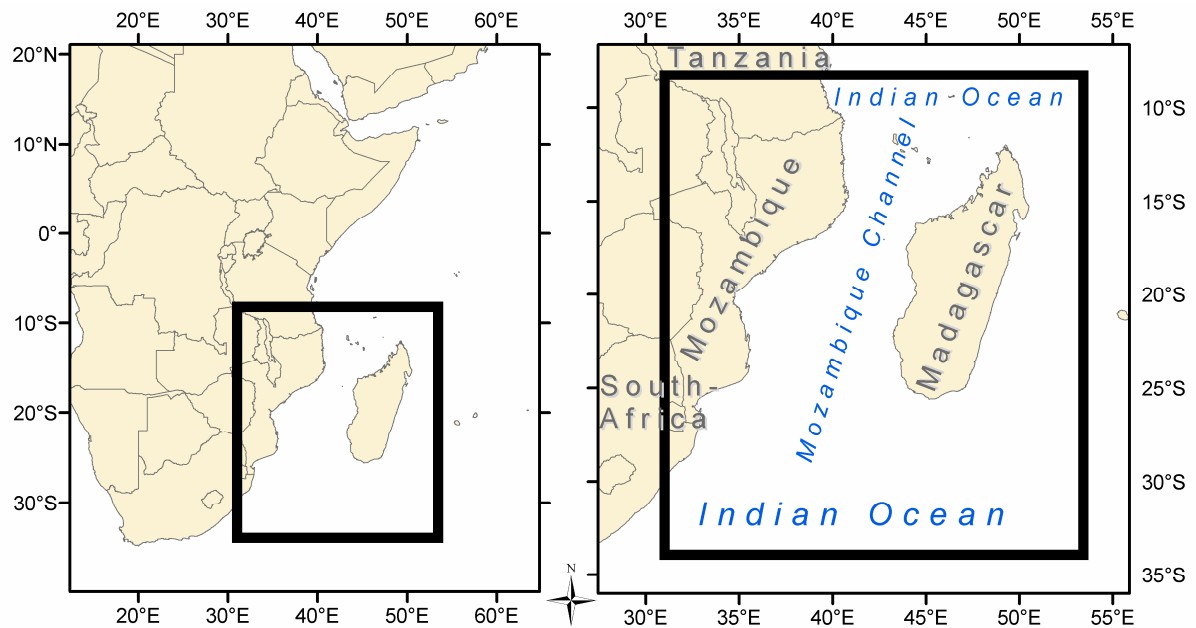 20°E 30°E 40°E 50°E 60°E
20°N
10°N
0°
10°S
20°S
30°S
20°E 30°E 40°E 50°E 60°E
N
30°E 35°E 40°E 45°E 50°E 55°E
Tanzania
Indian Ocean
Mozambique Channel
Mozambique
Madagascar
South-
Africa
Indian Ocean
10°S
15°S
20°S
25°S
30°S
35°S
30°E 35°E 40°E 45°E 50°E 55°E